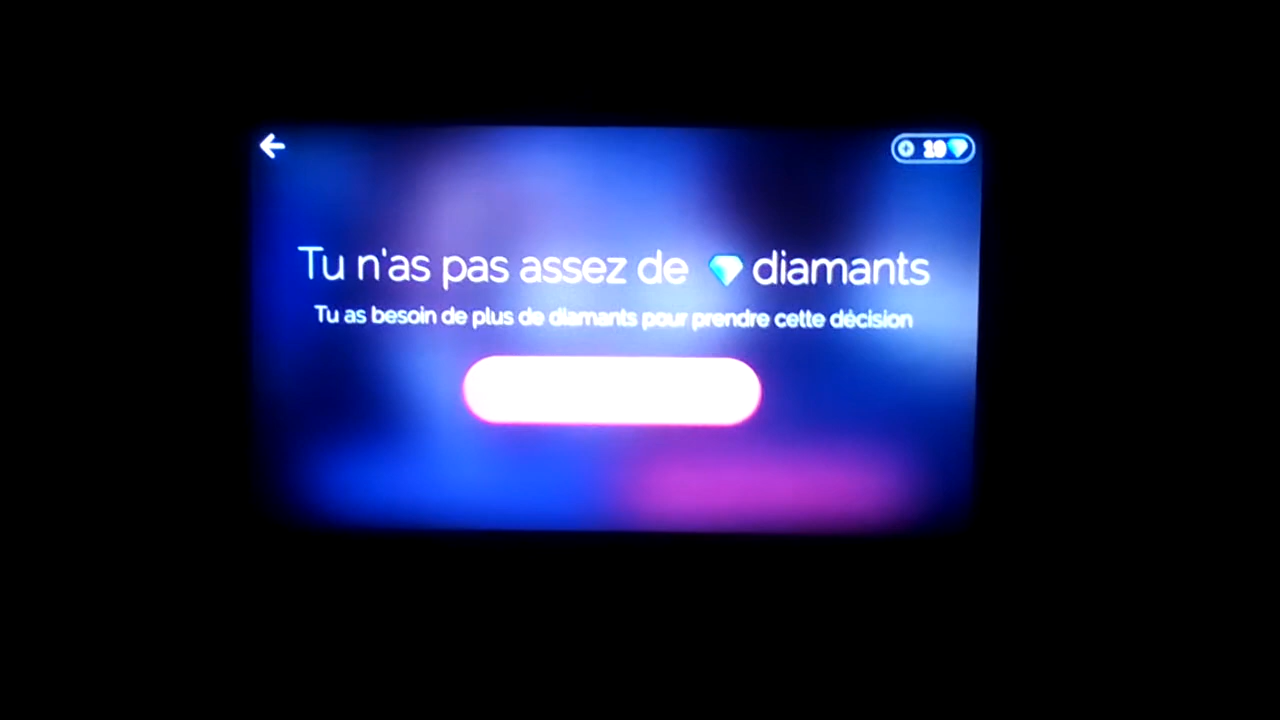 Tu n'as pas assez de diamants
Tu as besoin de plus de diamants pour prendre cette décision